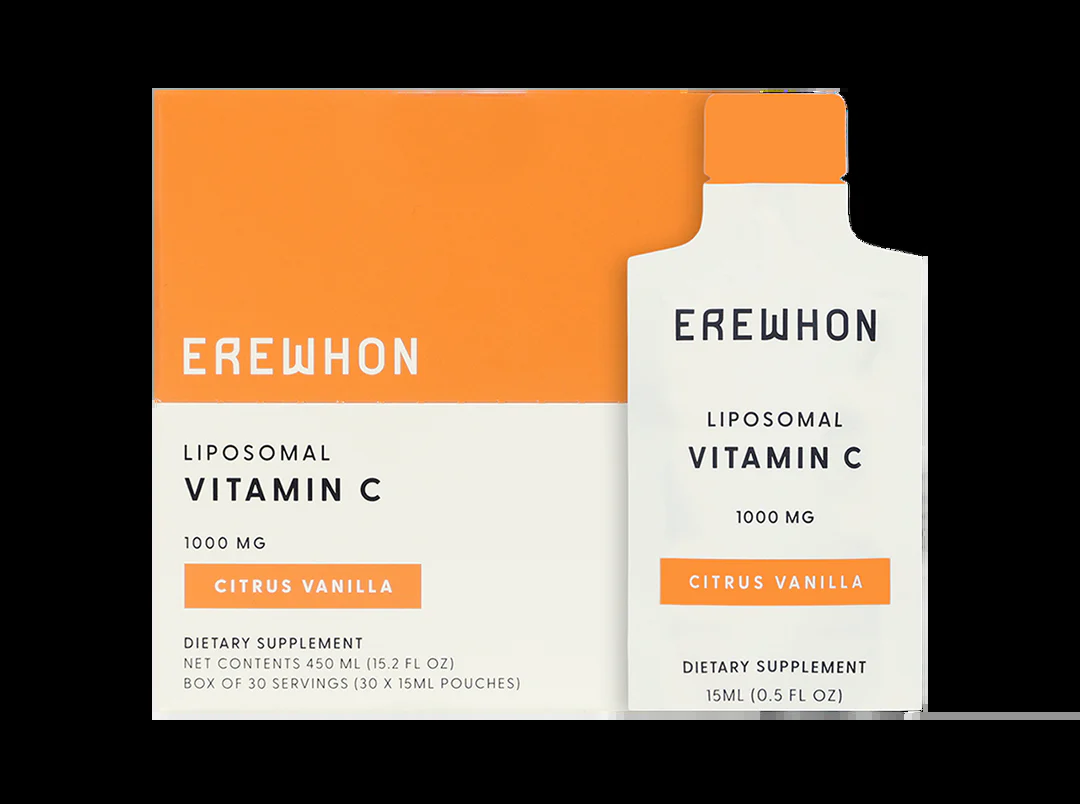 EREWHON
LIPOSOMAL
VITAMIN C
1000 MG
CITRUS VANILLA
DIETARY SUPPLEMENT
NET CONTENTS 450 ML (15.2 FL OZ)
BOX OF 30 SERVINGS (30 X 15ML POUCHES)
EREWHON
LIPOSOMAL
VITAMIN C
1000 MG
CITRUS VANILLA
DIETARY SUPPLEMENT
15ML (0.5 FL OZ)